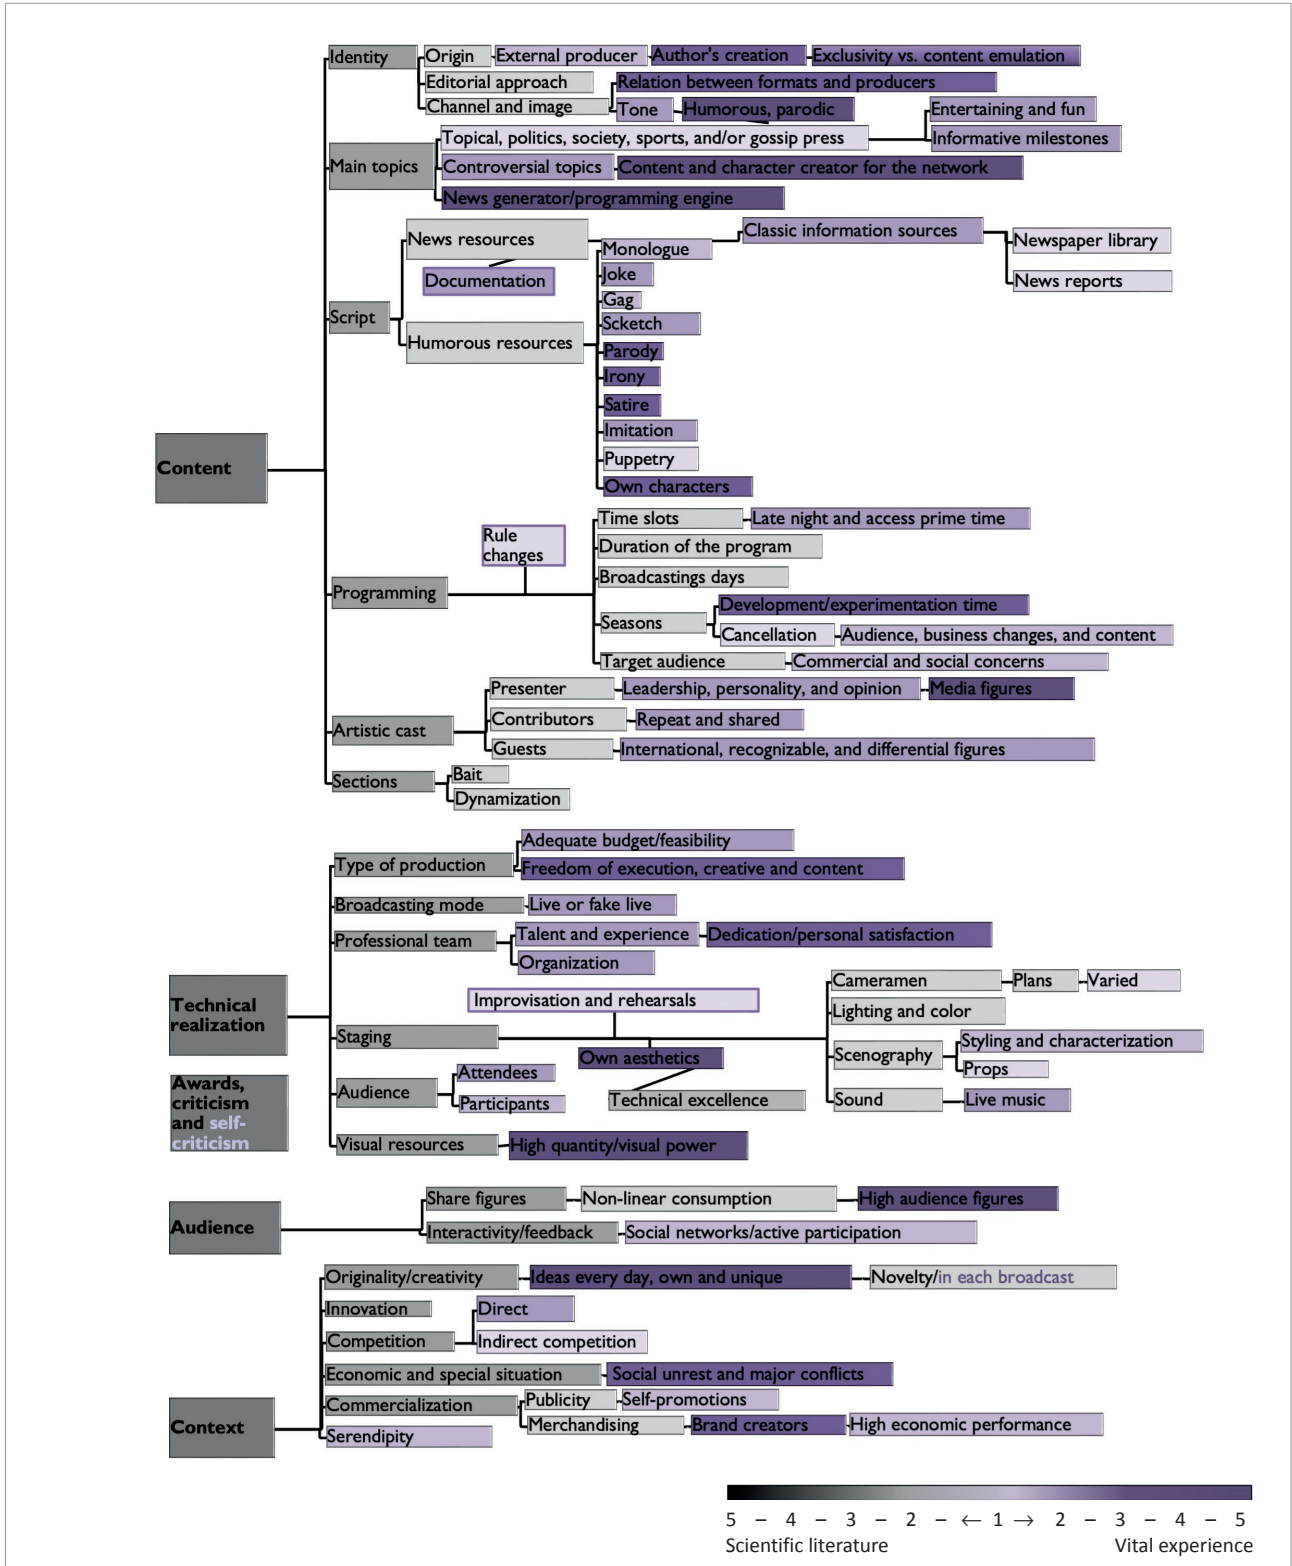 Identity
Origin
External producer
Author's creation
Exclusivity vs. content emulation
Editorial approach
Relation between formats and producers
Channel and image
Tone
Humorous, parodic
Entertaining and fun
Topical, politics, society, sports, and/or gossip press
Informative milestones
Main topics
Controversial topics
Content and character creator for the network
News generator/programming engine
News resources
Classic information sources
Newspaper library
Monologue
Documentation
Joke
News reports
Gag
Script
Scketch
Humorous resources
Parody
Irony
Satire
Imitation
Content
Puppetry
Own characters
Rule
changes
Time slots
Late night and access prime time
Duration of the program
Broadcastings days
Programming
Development/experimentation time
Seasons
Cancellation
Audience, business changes, and content
Target audience
Commercial and social concerns
Presenter
Leadership, personality, and opinion
Media figures
Artistic cast
Contributors
Repeat and shared
Guests
International, recognizable, and differential figures
Sections
Bait
Dynamization
Type of production
Adequate budget/feasibility
Freedom of execution, creative and content
Broadcasting mode
Live or fake live
Professional team
Talent and experience
Dedication/personal satisfaction
Organization
Technical
realization
Improvisation and rehearsals
Cameramen
Plans
Varied
Lighting and color
Staging
Own aesthetics
Scenography
Styling and characterization
Props
Technical excellence
Sound
Live music
Awards,
criticism
and self-
criticism
Audience
Attendees
Participants
Visual resources
High quantity/visual power
Audience
Share figures
Non-linear consumption
High audience figures
Interactivity/feedback
Social networks/active participation
Originality/creativity
Ideas every day, own and unique
Novelty/in each broadcast
Innovation
Direct
Competition
Indirect competition
Economic and special situation
Social unrest and major conflicts
Context
Commercialization
Publicity
Self-promotions
Merchandising
Brand creators
High economic performance
Serendipity
5 – 4 – 3 – 2 – ← 1 → 2 – 3 – 4 – 5
Scientific literature Vital experience